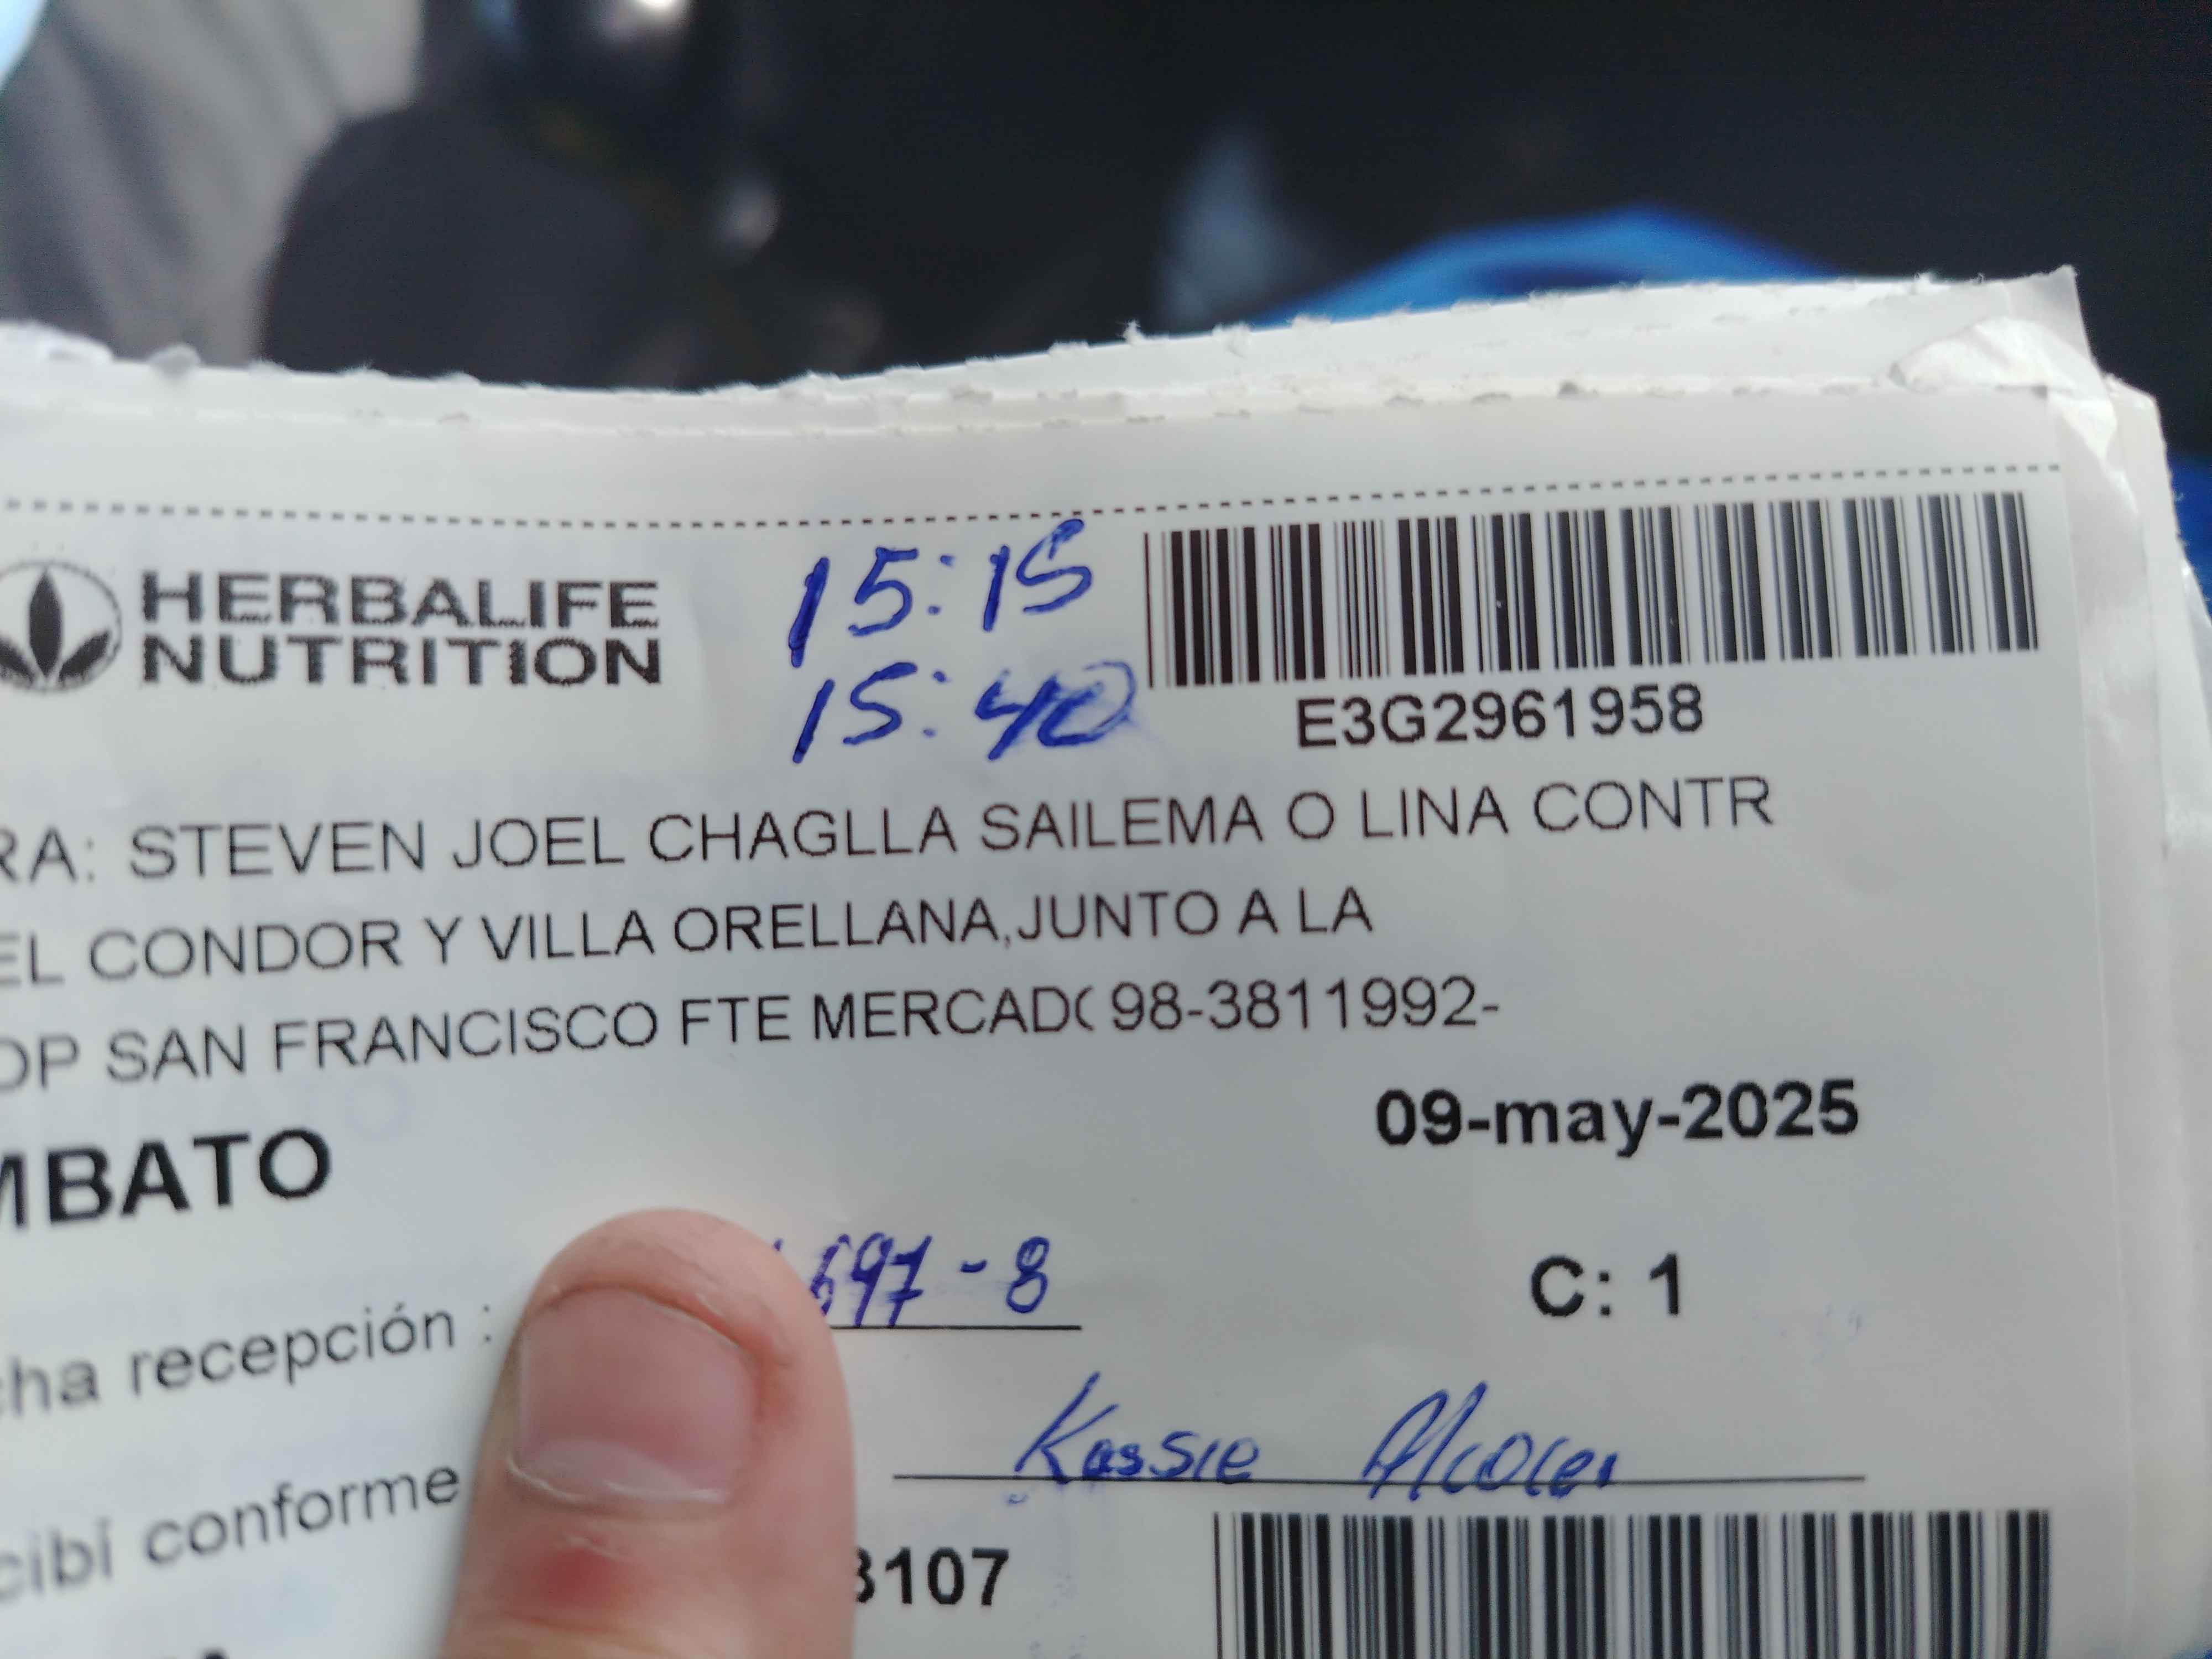 HERBALIFE
NUTRITION
15:15
15:40
E3G2961958
RA: STEVEN JOEL CHAGLLA SAILEMA O LINA CONTR
EL CONDOR Y VILLA ORELLANA,JUNTO A LA
OP SAN FRANCISCO FTE MERCADO 98-3811992-
MBATO
09-may-2025
cha recepción : 697-8
C: 1
cibí conforme Kassie
3107